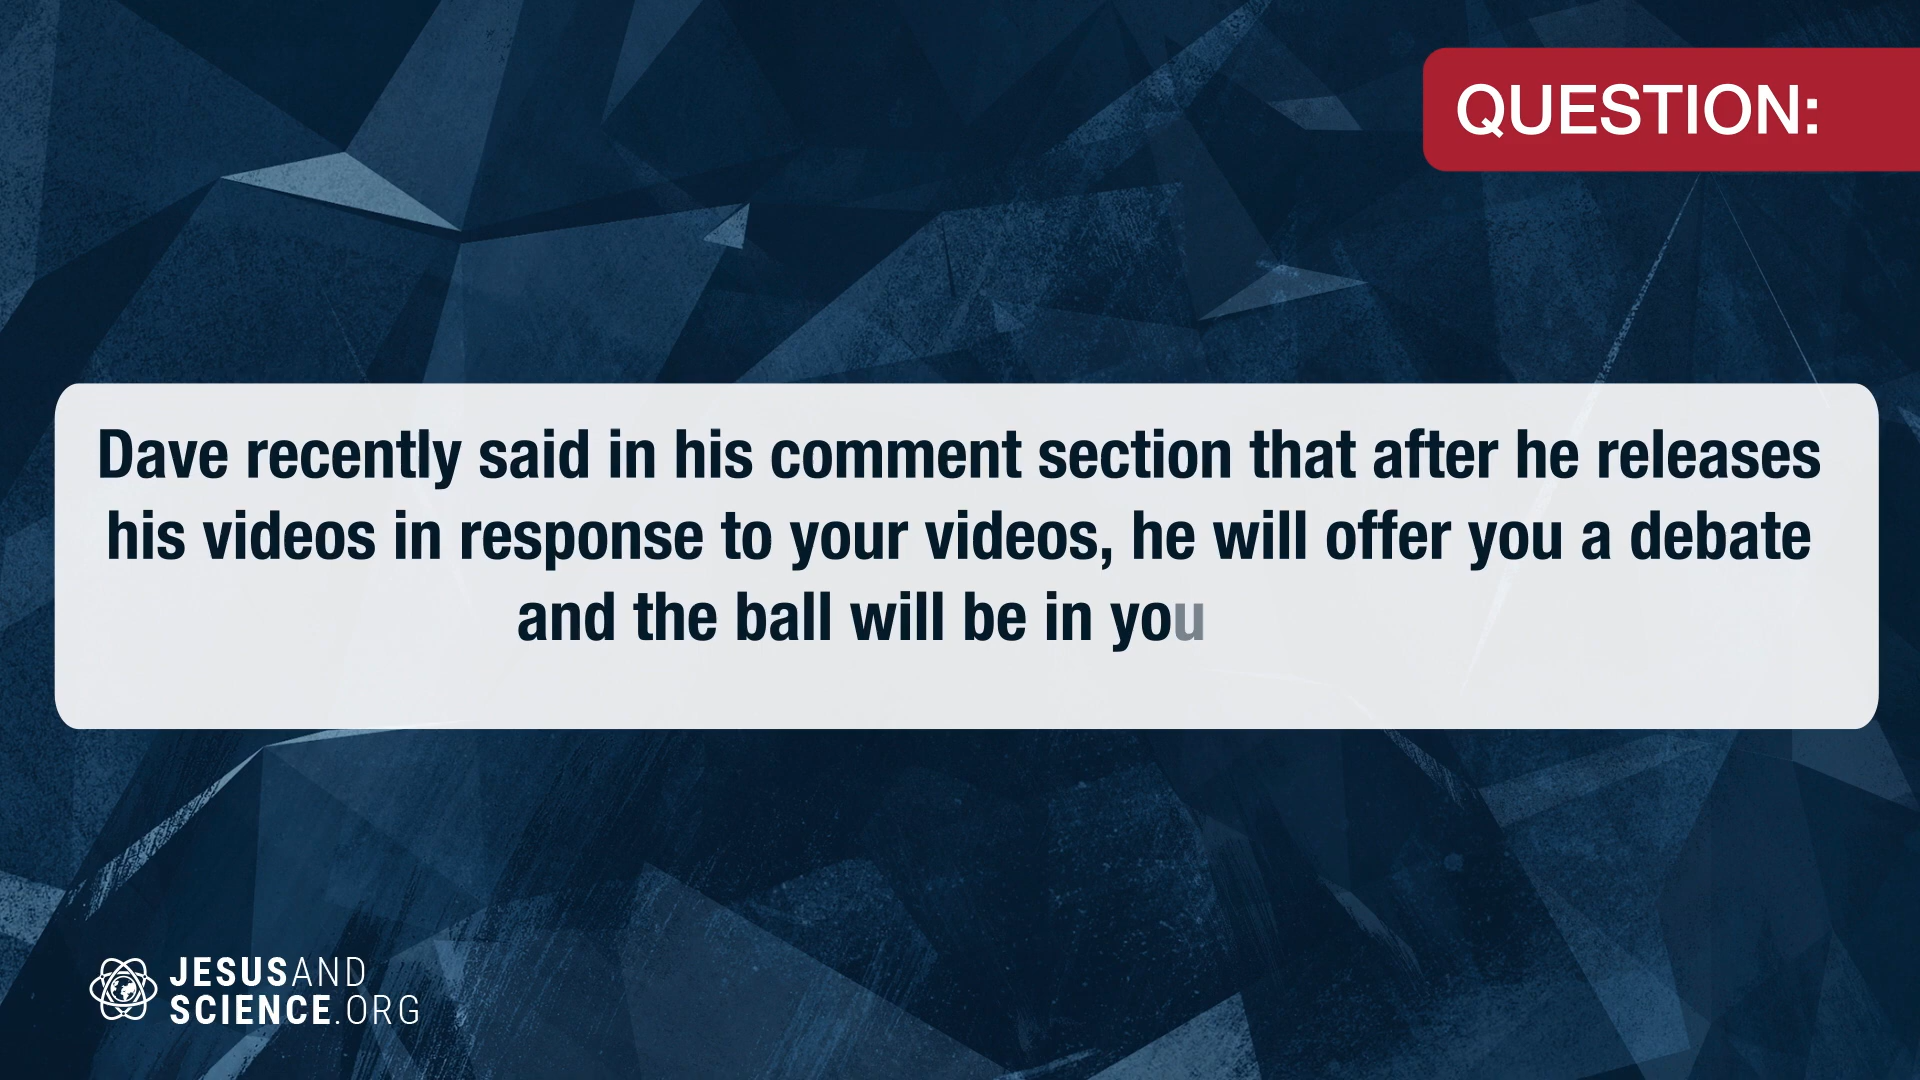 QUESTION:
Dave recently said in his comment section that after he releases
his videos in response to your videos, he will offer you a debate
and the ball will be in you
JESUSAND
SCIENCE.ORG